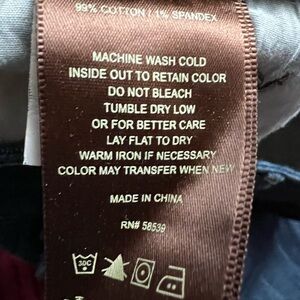 99% COTTON / 1% SPANDEX
MACHINE WASH COLD
INSIDE OUT TO RETAIN COLOR
DO NOT BLEACH
TUMBLE DRY LOW
OR FOR BETTER CARE
LAY FLAT TO DRY
WARM IRON IF NECESSARY
COLOR MAY TRANSFER WHEN NEW
MADE IN CHINA
RN# 58539
30C